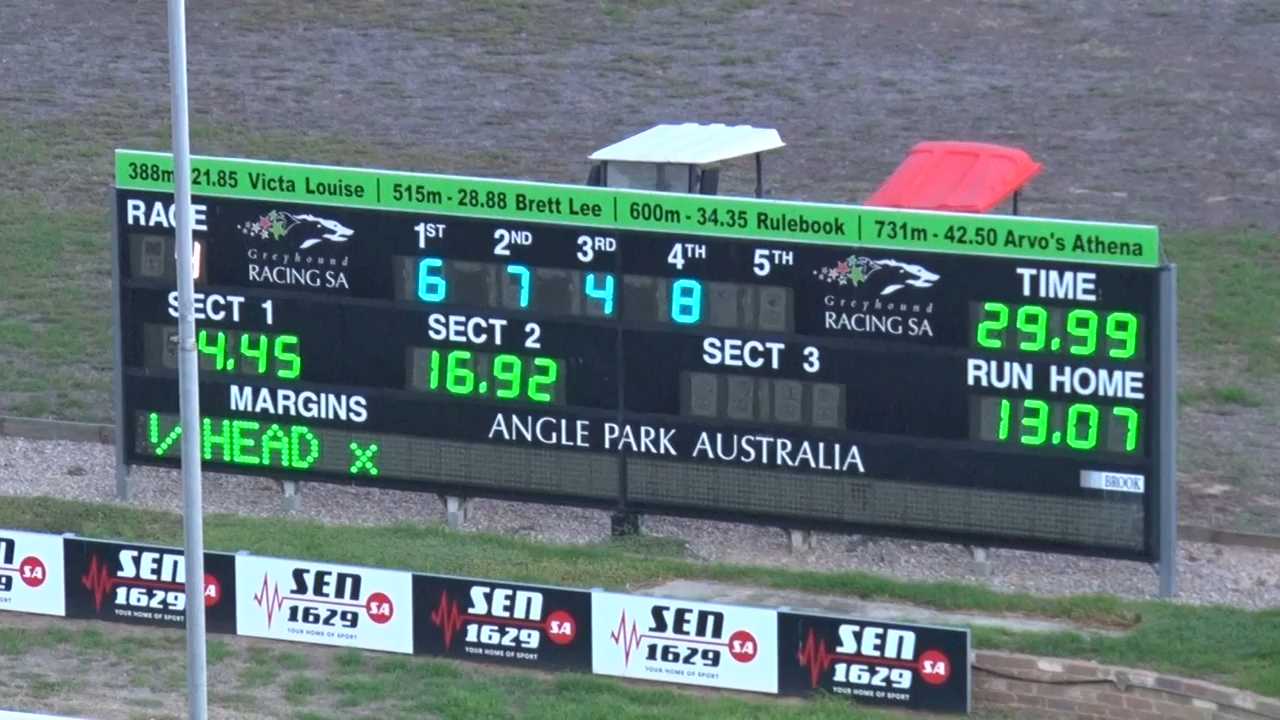 388m 21.85 Victa Louise | 515m - 28.88 Brett Lee | 600m - 34.35 Rulebook | 731m - 42.50 Arvo's Athena
RACE
Greyhound
RACING SA
1ST 2ND 3RD 4TH 5TH
6 7 4 8
Greyhound
RACING SA
TIME
29.99
SECT 1
4.45
SECT 2
16.92
SECT 3
RUN HOME
13.07
MARGINS
HEAD x
ANGLE PARK AUSTRALIA
BROOK
SA
SEN
1629
SA
YOUR HOME OF SPORT
SEN
1629
SA
YOUR HOME OF SPORT
SEN
1629
SA
YOUR HOME OF SPORT
SEN
1629
SA
YOUR HOME OF SPORT
SEN
1629
SA
YOUR HOME OF SPORT